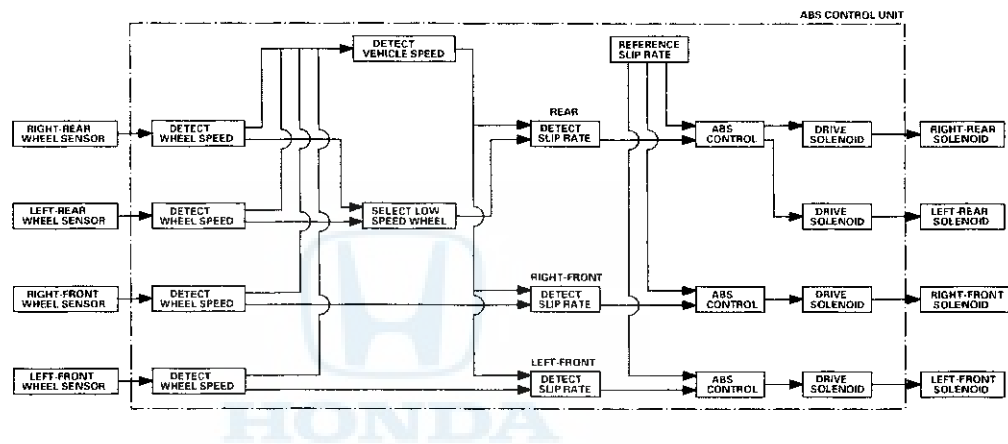 ABS CONTROL UNIT
DETECT
VEHICLE SPEED
REFERENCE
SLIP RATE
RIGHT-REAR
WHEEL SENSOR
DETECT
WHEEL SPEED
REAR
DETECT
SLIP RATE
ABS
CONTROL
DRIVE
SOLENOID
RIGHT-REAR
SOLENOID
LEFT-REAR
WHEEL SENSOR
DETECT
WHEEL SPEED
SELECT LOW
SPEED WHEEL
DRIVE
SOLENOID
LEFT-REAR
SOLENOID
RIGHT-FRONT
WHEEL SENSOR
DETECT
WHEEL SPEED
RIGHT-FRONT
DETECT
SLIP RATE
ABS
CONTROL
DRIVE
SOLENOID
RIGHT-FRONT
SOLENOID
LEFT-FRONT
WHEEL SENSOR
DETECT
WHEEL SPEED
LEFT-FRONT
DETECT
SLIP RATE
ABS
CONTROL
DRIVE
SOLENOID
LEFT-FRONT
SOLENOID
HONDA